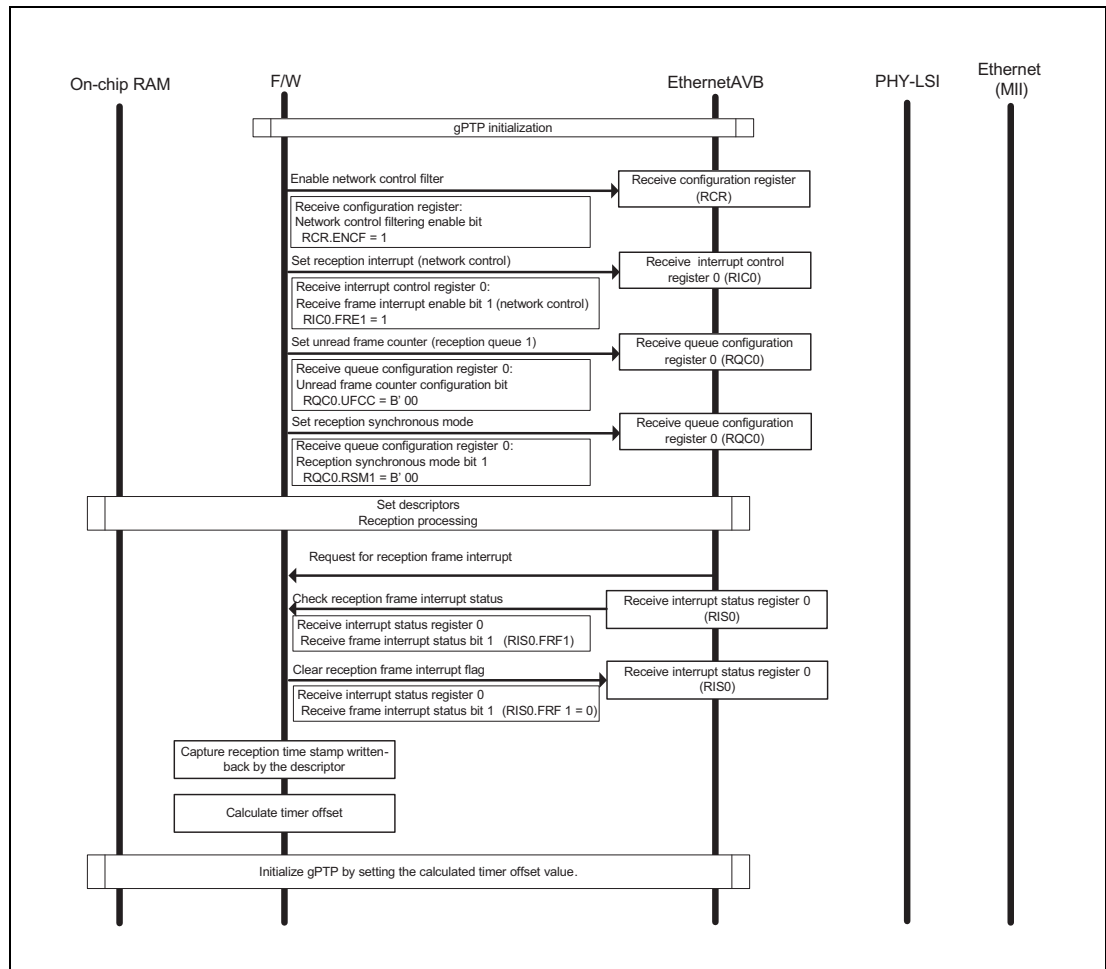 On-chip RAM
F/W
EthernetAVB
PHY-LSI
Ethernet
(MII)
gPTP initialization
Enable network control filter
Receive configuration register
(RCR)
Receive configuration register:
Network control filtering enable bit
RCR.ENCF = 1
Set reception interrupt (network control)
Receive interrupt control
register 0 (RIC0)
Receive interrupt control register 0:
Receive frame interrupt enable bit 1 (network control)
RIC0.FRE1 = 1
Set unread frame counter (reception queue 1)
Receive queue configuration
register 0 (RQC0)
Receive queue configuration register 0:
Unread frame counter configuration bit
RQC0.UFCC = B' 00
Set reception synchronous mode
Receive queue configuration
register 0 (RQC0)
Receive queue configuration register 0:
Reception synchronous mode bit 1
RQC0.RSM1 = B' 00
Set descriptors
Reception processing
Request for reception frame interrupt
Check reception frame interrupt status
Receive interrupt status register 0
(RIS0)
Receive interrupt status register 0
Receive frame interrupt status bit 1 (RIS0.FRF1)
Clear reception frame interrupt flag
Receive interrupt status register 0
(RIS0)
Receive interrupt status register 0
Receive frame interrupt status bit 1 (RIS0.FRF 1 = 0)
Capture reception time stamp written-
back by the descriptor
Calculate timer offset
Initialize gPTP by setting the calculated timer offset value.